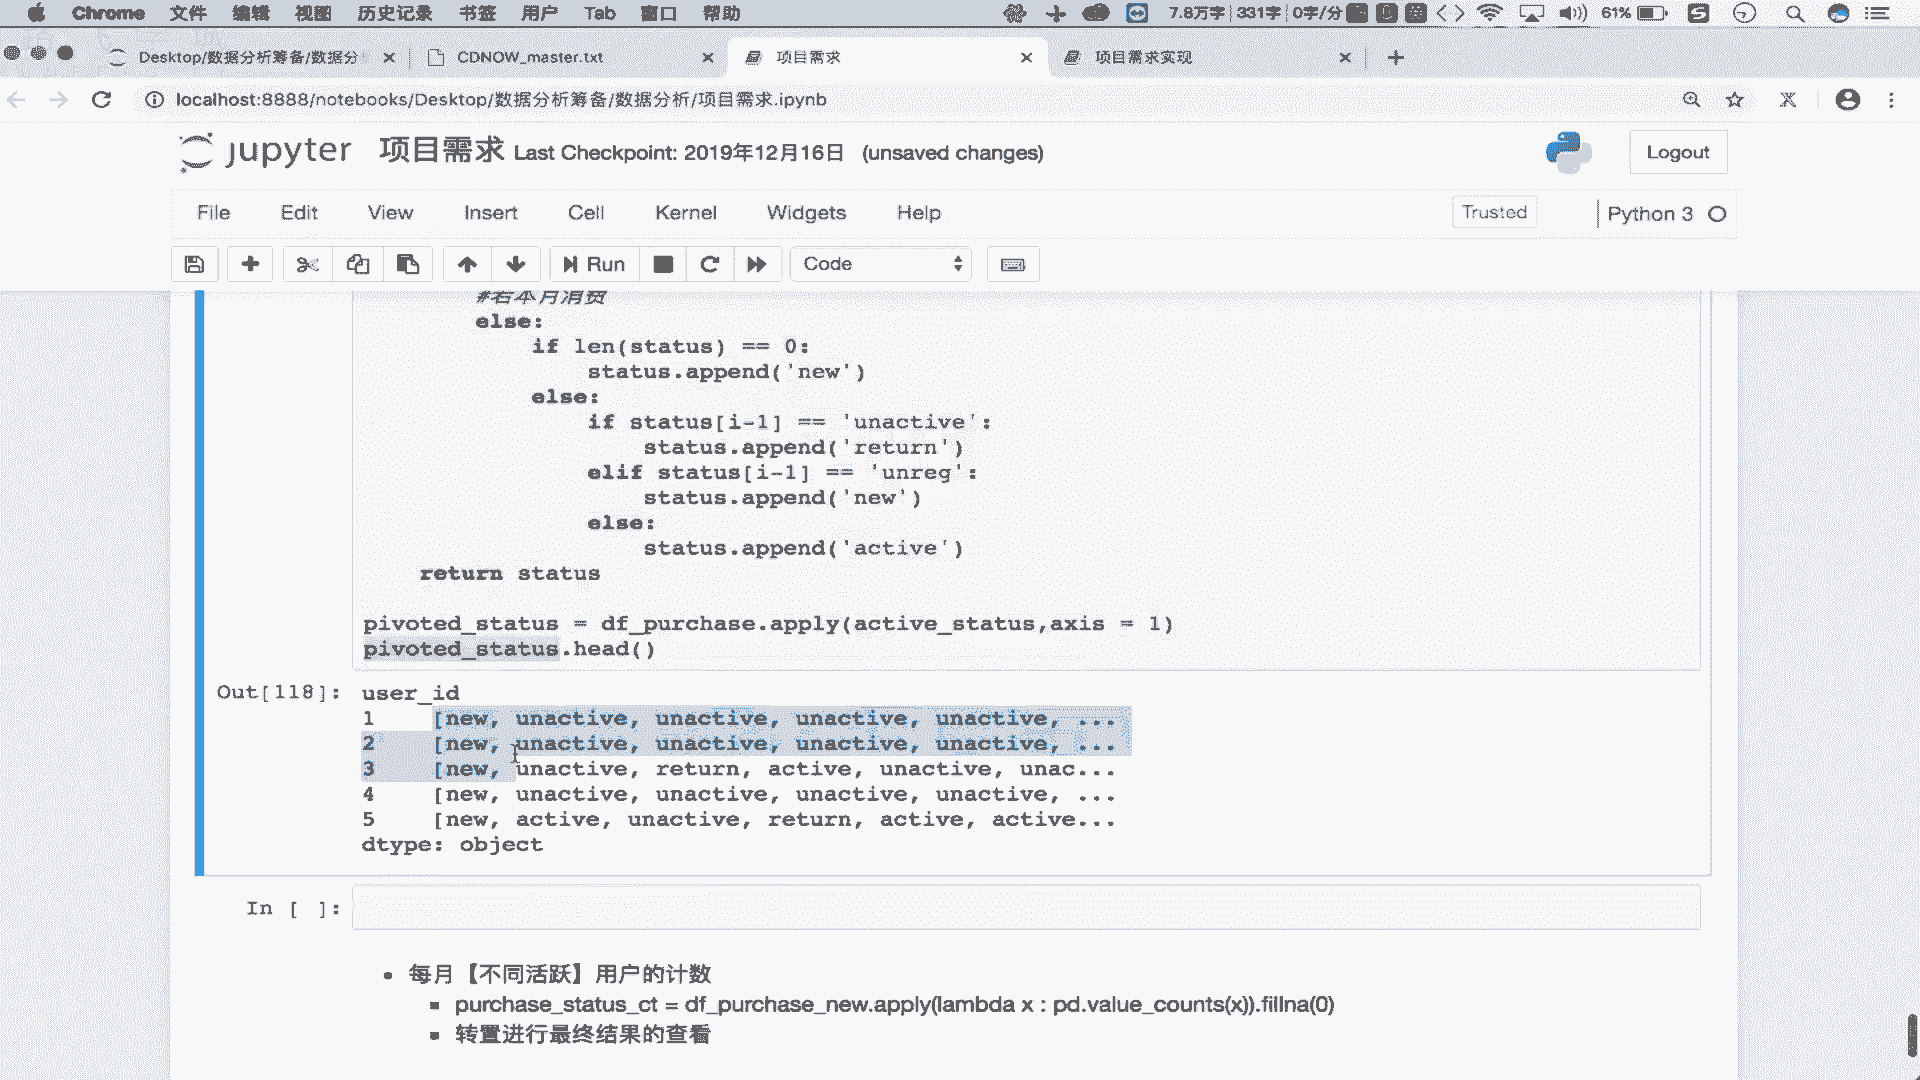 Chrome 文件 编辑 视图 历史记录 书签 用户 Tab 窗口 帮助 7.8万字 331字 0字/分 61%
Desktop/数据分析筹备/数据分
CDNOW_master.txt
项目需求
项目需求实现
localhost:8888/notebooks/Desktop/数据分析筹备/数据分析/项目需求.ipynb
jupyter 项目需求 Last Checkpoint: 2019年12月16日 (unsaved changes)
Logout
File Edit View Insert Cell Kernel Widgets Help
Trusted
Python 3
Run
Code
#若本月消费
else:
if len(status) == 0:
status.append('new')
else:
if status[i-1] == 'unactive':
status.append('return')
elif status[i-1] == 'unreg':
status.append('new')
else:
status.append('active')
return status
pivoted_status = df_purchase.apply(active_status,axis = 1)
pivoted_status.head()
Out[118]: user_id
1 [new, unactive, unactive, unactive, unactive, ...
2 [new, unactive, unactive, unactive, unactive, ...
3 [new, unactive, return, active, unactive, unac...
4 [new, unactive, unactive, unactive, unactive, ...
5 [new, active, unactive, return, active, active...
dtype: object
In [ ]:
每月【不同活跃】用户的计数
purchase_status_ct = df_purchase_new.apply(lambda x : pd.value_counts(x)).fillna(0)
转置进行最终结果的查看